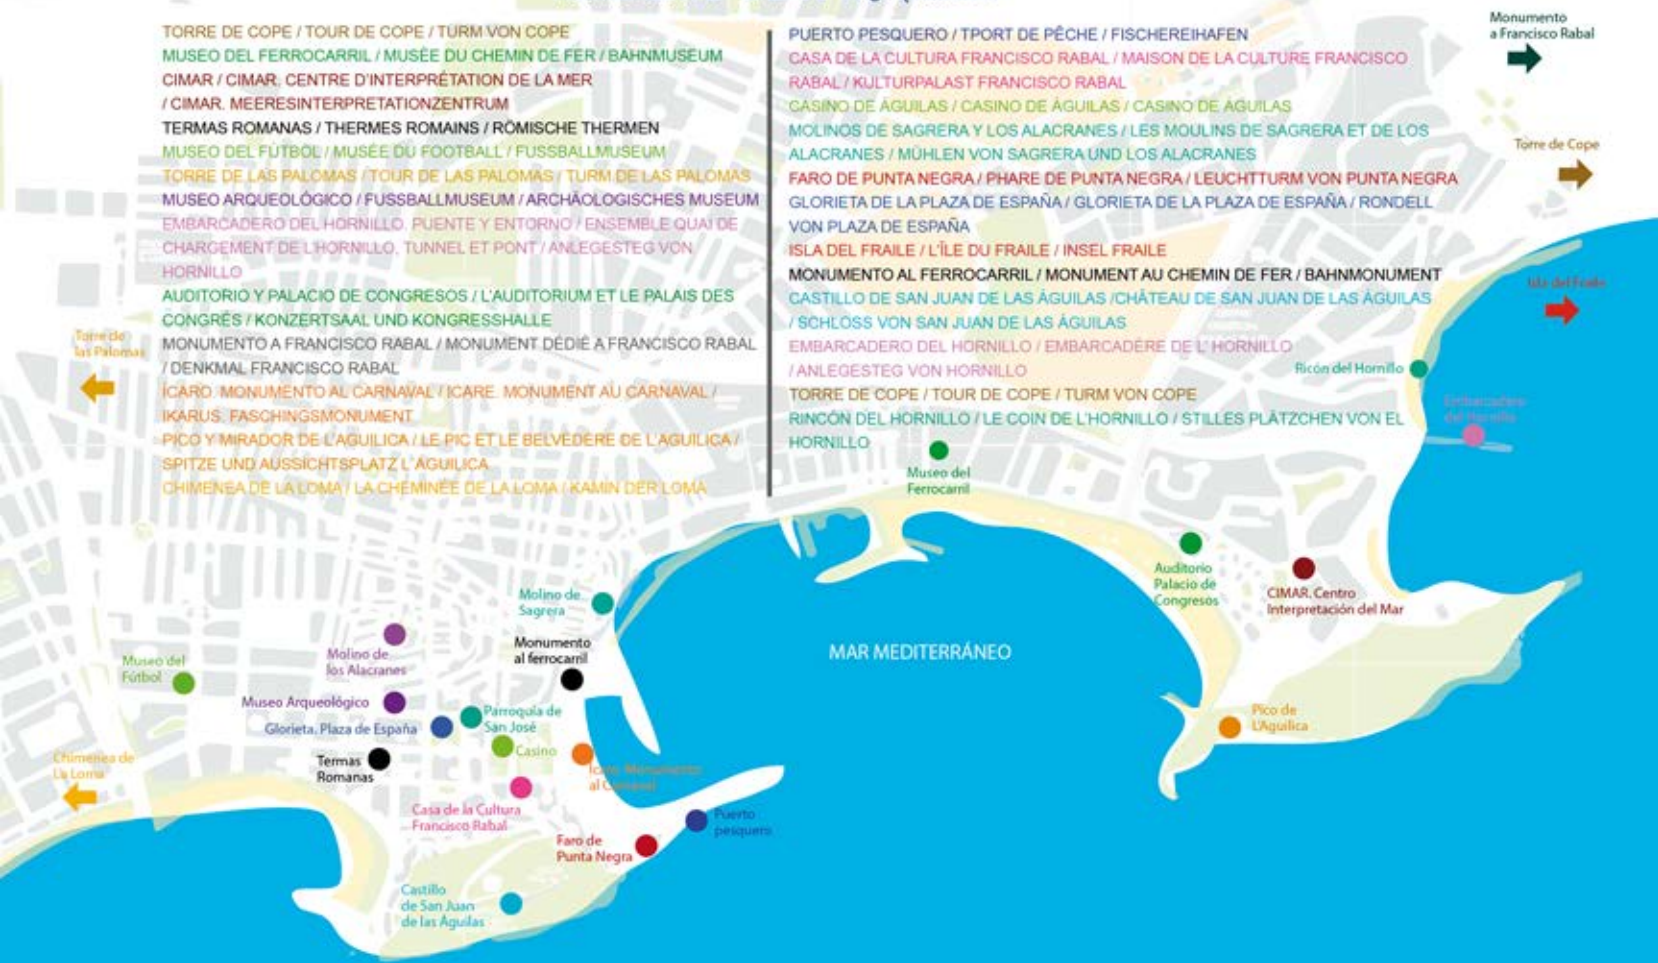 TORRE DE COPE / TOUR DE COPE / TURM VON COPE
MUSEO DEL FERROCARRIL / MUSÉE DU CHEMIN DE FER / BAHNMUSEUM
CIMAR / CIMAR. CENTRE D'INTERPRÉTATION DE LA MER
/ CIMAR. MEERESINTERPRETATIONZENTRUM
TERMAS ROMANAS / THERMES ROMAINS / RÖMISCHE THERMEN
MUSEO DEL FÚTBOL / MUSÉE DU FOOTBALL / FUSSBALLMUSEUM
TORRE DE LAS PALOMAS / TOUR DE LAS PALOMAS / TURM DE LAS PALOMAS
MUSEO ARQUEOLÓGICO / FUSSBALLMUSEUM / ARCHÄOLOGISCHES MUSEUM
EMBARCADERO DEL HORNILLO, PUENTE Y ENTORNO / ENSEMBLE QUAI DE
CHARGEMENT DE L'HORNILLO, TUNNEL ET PONT / ANLEGESTEG VON
HORNILLO
AUDITORIO Y PALACIO DE CONGRESOS / L'AUDITORIUM ET LE PALAIS DES
CONGRÉS / KONZERTSAAL UND KONGRESSHALLE
MONUMENTO A FRANCISCO RABAL / MONUMENT DÉDIÉ A FRANCISCO RABAL
/ DENKMAL FRANCISCO RABAL
ÍCARO. MONUMENTO AL CARNAVAL / ICARE. MONUMENT AU CARNAVAL /
IKARUS. FASCHINGSMONUMENT
PICO Y MIRADOR DE L'AGUILICA / LE PIC ET LE BELVÉDÈRE DE L'AGUILICA /
SPITZE UND AUSSICHTSPLATZ L'AGUILICA
CHIMENEA DE LA LOMA / LA CHEMINÉE DE LA LOMA / KAMIN DER LOMA
PUERTO PESQUERO / TPORT DE PÊCHE / FISCHEREIHAFEN
CASA DE LA CULTURA FRANCISCO RABAL / MAISON DE LA CULTURE FRANCISCO
RABAL / KULTURPALAST FRANCISCO RABAL
CASINO DE ÁGUILAS / CASINO DE ÁGUILAS / CASINO DE ÁGUILAS
MOLINOS DE SAGRERA Y LOS ALACRANES / LES MOULINS DE SAGRERA ET DE LOS
ALACRANES / MÜHLEN VON SAGRERA UND LOS ALACRANES
FARO DE PUNTA NEGRA / PHARE DE PUNTA NEGRA / LEUCHTTURM VON PUNTA NEGRA
GLORIETA DE LA PLAZA DE ESPAÑA / GLORIETA DE LA PLAZA DE ESPAÑA / RONDELL
VON PLAZA DE ESPAÑA
ISLA DEL FRAILE / L'ÎLE DU FRAILE / INSEL FRAILE
MONUMENTO AL FERROCARRIL / MONUMENT AU CHEMIN DE FER / BAHNMONUMENT
CASTILLO DE SAN JUAN DE LAS ÁGUILAS /CHÂTEAU DE SAN JUAN DE LAS ÁGUILAS
/ SCHLOSS VON SAN JUAN DE LAS ÁGUILAS
EMBARCADERO DEL HORNILLO / EMBARCADÈRE DE L' HORNILLO
/ ANLEGESTEG VON HORNILLO
TORRE DE COPE / TOUR DE COPE / TURM VON COPE
RINCÓN DEL HORNILLO / LE COIN DE L'HORNILLO / STILLES PLÄTZCHEN VON EL
HORNILLO
Monumento
a Francisco Rabal
Torre de Cope
Isla del Fraile
Ricón del Hornillo
Embarcadero
del Hornillo
Torre de
las Palomas
Museo del
Ferrocarril
Auditorio
Palacio de
Congresos
CIMAR. Centro
Interpretación del Mar
Molino de
Sagrera
Monumento
al ferrocarril
MAR MEDITERRÁNEO
Molino de
los Alacranes
Museo del
Fútbol
Museo Arqueológico
Parroquia de
San José
Glorieta. Plaza de España
Casino
Pico de
L'Aguilica
Termas
Romanas
Chimenea de
La Loma
Ícaro. Monumento
al Carnaval
Casa de la Cultura
Francisco Rabal
Puerto
pesquero
Faro de
Punta Negra
Castillo
de San Juan
de las Águilas